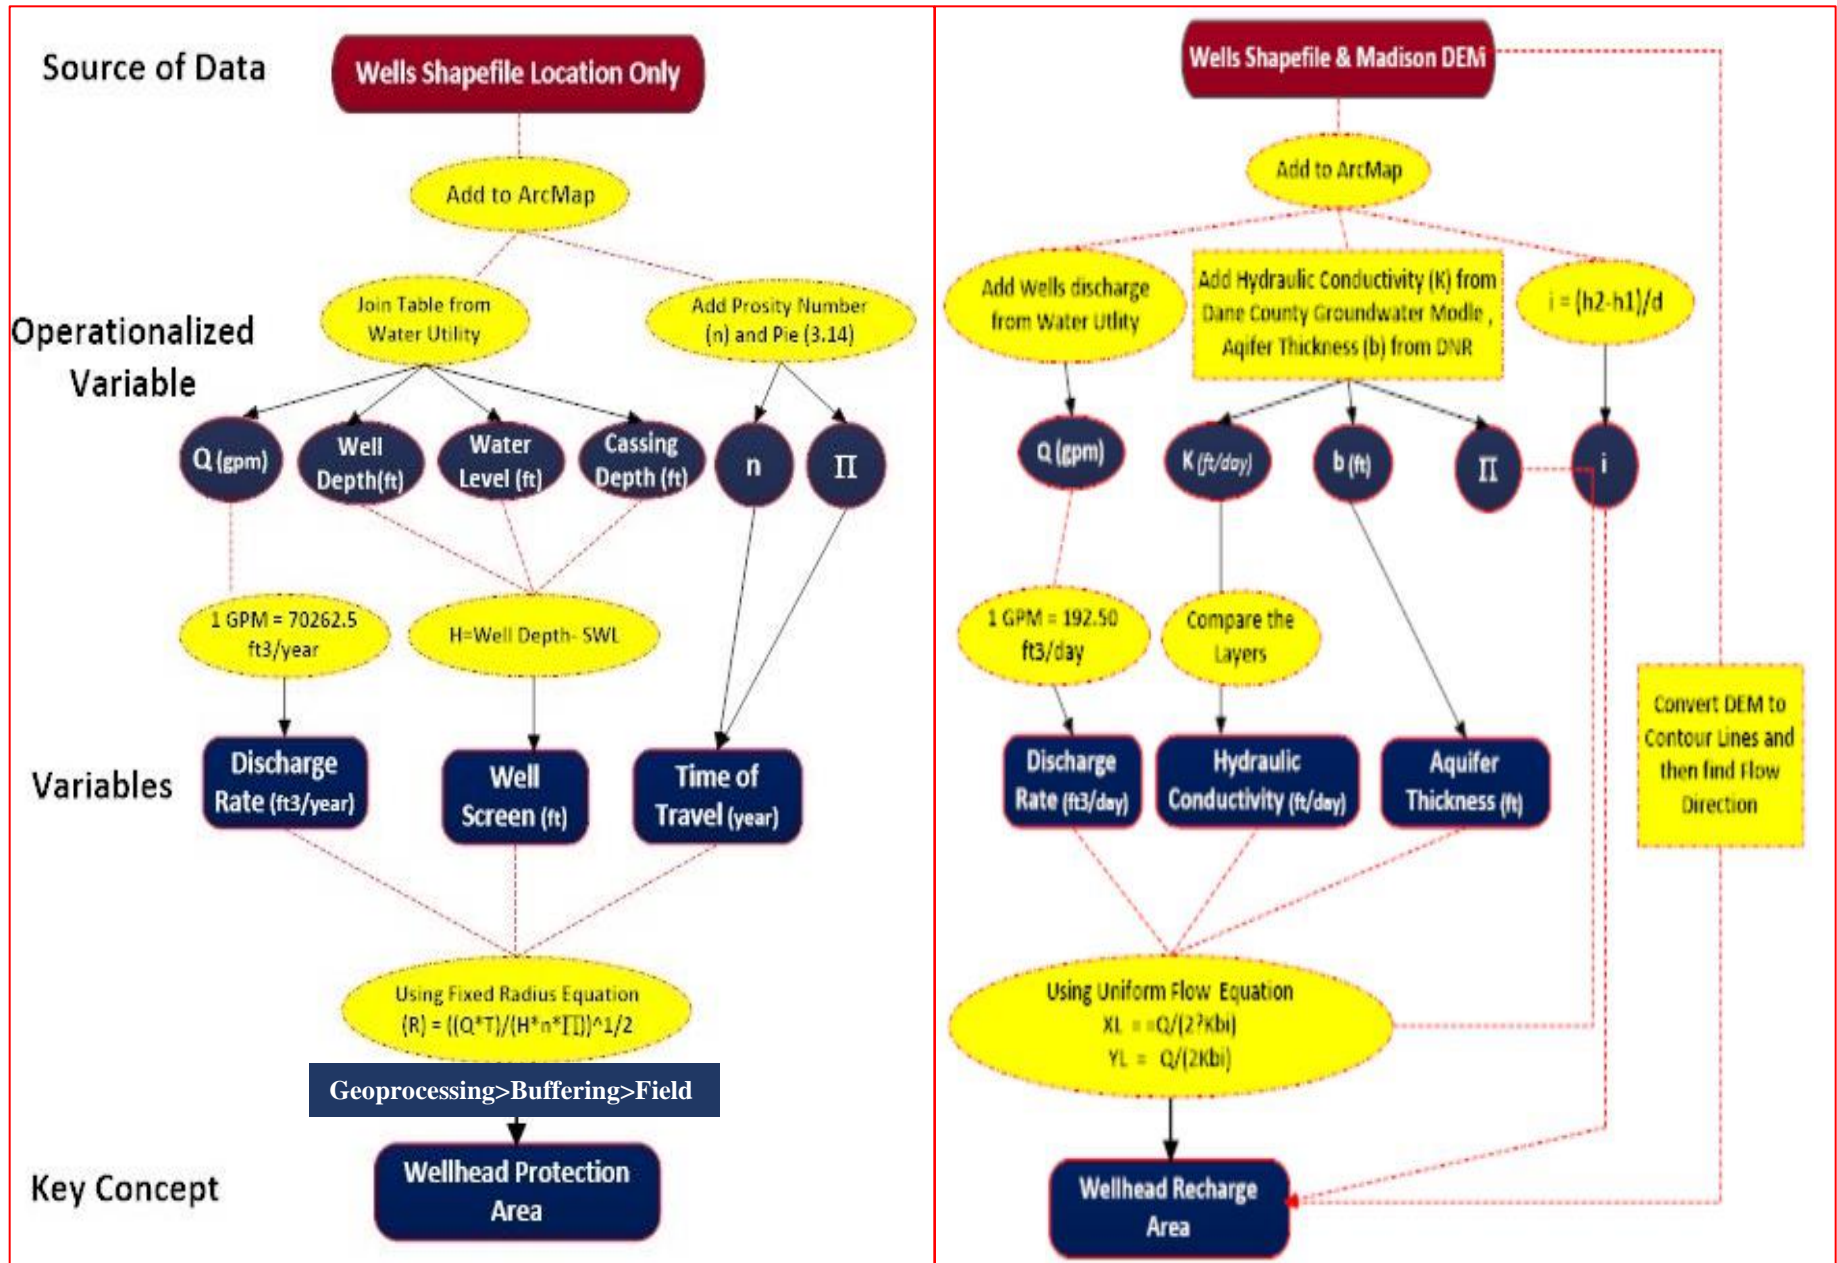 Source of Data
Wells Shapefile Location Only
Add to ArcMap
Operationalized
Variable
Join Table from
Water Utility
Add Prosity Number
(n) and Pie (3.14)
Q (gpm)
Well
Depth(ft)
Water
Level (ft)
Cassing
Depth (ft)
n
∏
1 GPM = 70262.5
ft3/year
H=Well Depth- SWL
Variables
Discharge
Rate (ft3/year)
Well
Screen (ft)
Time of
Travel (year)
Using Fixed Radius Equation
(R) = ((Q*T)/(H*n*∏))^1/2
Geoprocessing>Buffering>Field
Key Concept
Wellhead Protection
Area
Wells Shapefile & Madison DEM
Add to ArcMap
Add Wells discharge
from Water Utlity
Add Hydraulic Conductivity (K) from
Dane County Groundwater Modle ,
Aqifer Thickness (b) from DNR
i = (h2-h1)/d
Q (gpm)
K (ft/day)
b (ft)
∏
i
1 GPM = 192.50
ft3/day
Compare the
Layers
Convert DEM to
Contour Lines and
then find Flow
Direction
Discharge
Rate (ft3/day)
Hydraulic
Conductivity (ft/day)
Aquifer
Thickness (ft)
Using Uniform Flow Equation
XL = =Q/(2?Kbi)
YL = Q/(2Kbi)
Wellhead Recharge
Area